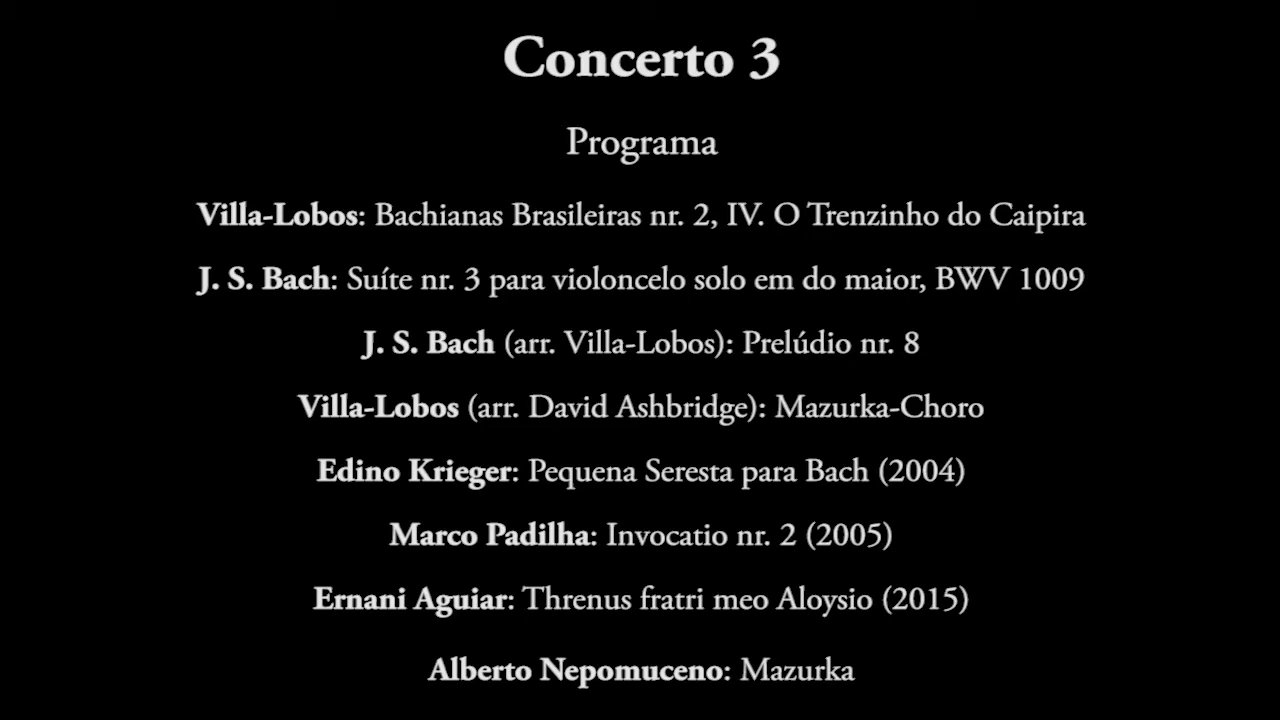 Concerto 3
Programa
Villa-Lobos: Bachianas Brasileiras nr. 2, IV. O Trenzinho do Caipira
J. S. Bach: Suíte nr. 3 para violoncelo solo em do maior, BWV 1009
J. S. Bach (arr. Villa-Lobos): Prelúdio nr. 8
Villa-Lobos (arr. David Ashbridge): Mazurka-Choro
Edino Krieger: Pequena Seresta para Bach (2004)
Marco Padilha: Invocatio nr. 2 (2005)
Ernani Aguiar: Threnus fratri meo Aloysio (2015)
Alberto Nepomuceno: Mazurka